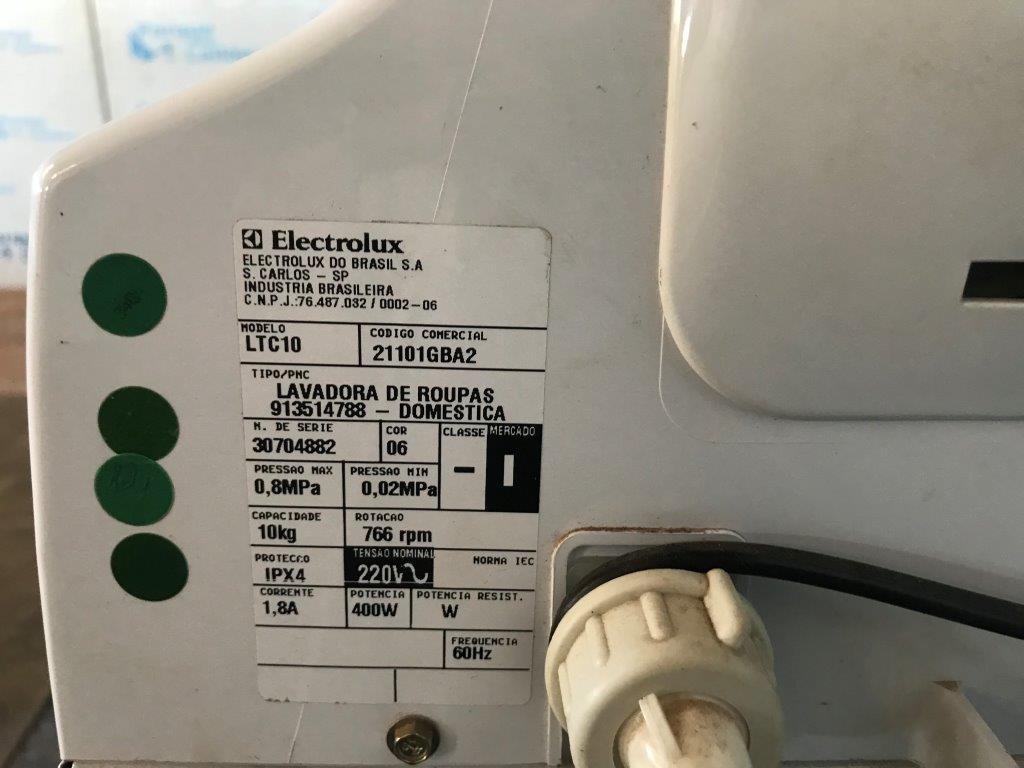 Electrolux
ELECTROLUX DO BRASIL S.A
S. CARLOS - SP
INDUSTRIA BRASILEIRA
C.N.P.J.:76.487.032 / 0002-06
MODELO
LTC10
CODIGO COMERCIAL
21101GBA2
TIPO/PNC
LAVADORA DE ROUPAS
913514788 - DOMESTICA
N. DE SERIE
30704882
COR
06
CLASSE
-
MERCADO
I
PRESSAO MAX
0,8MPa
PRESSAO MIN
0,02MPa
CAPACIDADE
10kg
ROTACAO
766 rpm
PROTECAO
IPX4
TENSAO NOMINAL
220V~
NORMA IEC
CORRENTE
1,8A
POTENCIA
400W
POTENCIA RESIST.
W
FREQUENCIA
60Hz